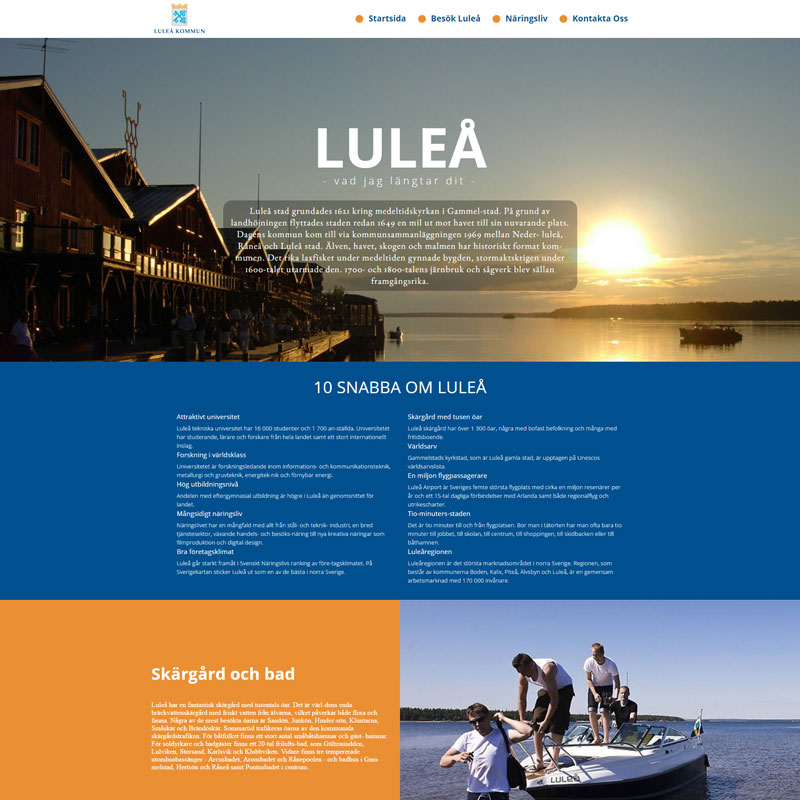 LULEÅ KOMMUN
Startsida
Besök Luleå
Näringsliv
Kontakta Oss
LULEÅ
- vad jag längtar dit -
Luleå stad grundades 1621 kring medeltidskyrkan i Gammel-stad. På grund av
landhöjningen flyttades staden redan 1649 en mil ut mot havet till sin nuvarande plats.
Dagens kommun kom till via kommunsammanläggningen 1969 mellan Neder- luleå,
Råneå och Luleå stad. Älven, havet, skogen och malmen har historiskt format kom-
munen. Det rika laxfisket under medeltiden gynnade bygden, stormaktskrigen under
1600-talet utarmade den. 1700- och 1800-talens järnbruk och sågverk blev sällan
framgångsrika.
10 SNABBA OM LULEÅ
Attraktivt universitet
Luleå tekniska universitet har 16 000 studenter och 1 700 an-ställda. Universitetet
har studerande, lärare och forskare från hela landet samt ett stort internationellt
inslag.
Forskning i världsklass
Universitetet är forskningsledande inom informations- och kommunikationsteknik,
metallurgi och gruvteknik, energitek-nik och förnybar energi.
Hög utbildningsnivå
Andelen med eftergymnasial utbildning är högre i Luleå än genomsnittet för
landet.
Mångsidigt näringsliv
Näringslivet har en mångfald med allt från stål- och teknik- industri, en bred
tjänstesektor, växande handels- och besöks-näring till nya kreativa näringar som
filmproduktion och digital design.
Bra företagsklimat
Luleå går starkt framåt i Svenskt Näringslivs ranking av före-tagsklimatet. På
Sverigekartan sticker Luleå ut som en av de bästa i norra Sverige.
Skärgård med tusen öar
Luleå skärgård har över 1 300 öar, några med bofast befolkning och många med
fritidsboende.
Världsarv
Gammelstads kyrkstad, som är Luleå gamla stad, är upptagen på Unescos
världsarvslista.
En miljon flygpassagerare
Luleå Airport är Sveriges femte största flygplats med cirka en miljon resenärer per
år och ett 15-tal dagliga förbindelser med Arlanda samt både regionalflyg och
utrikescharter.
Tio-minuters-staden
Det är tio minuter till och från flygplatsen. Bor man i tätorten har man ofta bara tio
minuter till jobbet, till skolan, till centrum, till shoppingen, till skidbacken eller till
båthamnen.
Luleåregionen
Luleåregionen är det största marknadsområdet i norra Sverige. Regionen, som
består av kommunerna Boden, Kalix, Piteå, Älvsbyn och Luleå, är en gemensam
arbetsmarknad med 170 000 invånare.
Skärgård och bad
Luleå har en fantastisk skärgård med tusentals öar. Det är värl-dens enda
bräckvattenskärgård med friskt vatten från älvarna, vilket påverkar både flora och
fauna. Några av de mest besökta öarna är Sandön, Junkön, Hinder-sön, Kluntarna,
Småskär och Brändöskär. Sommartid trafikeras öarna av den kommunala
skärgårdstrafiken. För båtfolket finns ett stort antal småbåtshamnar och gäst- hamnar.
För soldyrkare och badgäster finns ett 20-tal frilufts-bad, som Gültzaudden,
Lulviken, Storsand, Karlsvik och Klubbviken. Vidare finns tre tempererade
utomhusbassänger - Arcusbadet, Aronsbadet och Rånepoolen - och badhus i Gam-
melstad, Hertsön och Råneå samt Pontusbadet i centrum.
LULEÅ